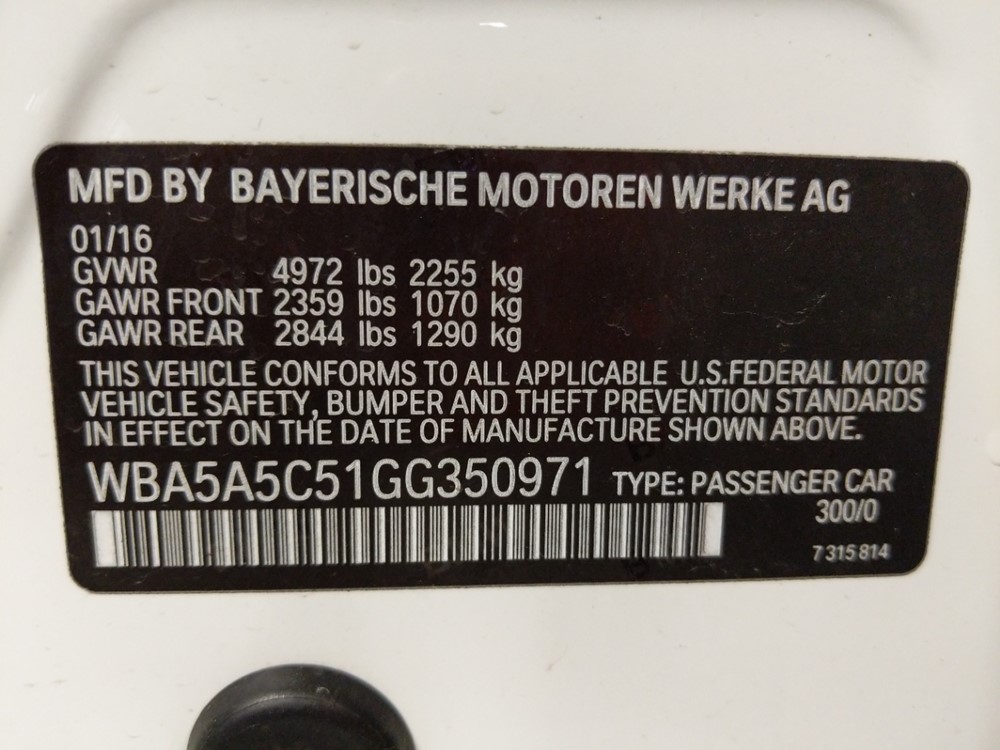 MFD BY BAYERISCHE MOTOREN WERKE AG
01/16
GVWR 4972 lbs 2255 kg
GAWR FRONT 2359 lbs 1070 kg
GAWR REAR 2844 lbs 1290 kg
THIS VEHICLE CONFORMS TO ALL APPLICABLE U.S.FEDERAL MOTOR
VEHICLE SAFETY, BUMPER AND THEFT PREVENTION STANDARDS
IN EFFECT ON THE DATE OF MANUFACTURE SHOWN ABOVE.
WBA5A5C51GG350971 TYPE: PASSENGER CAR
300/0
7 315 814